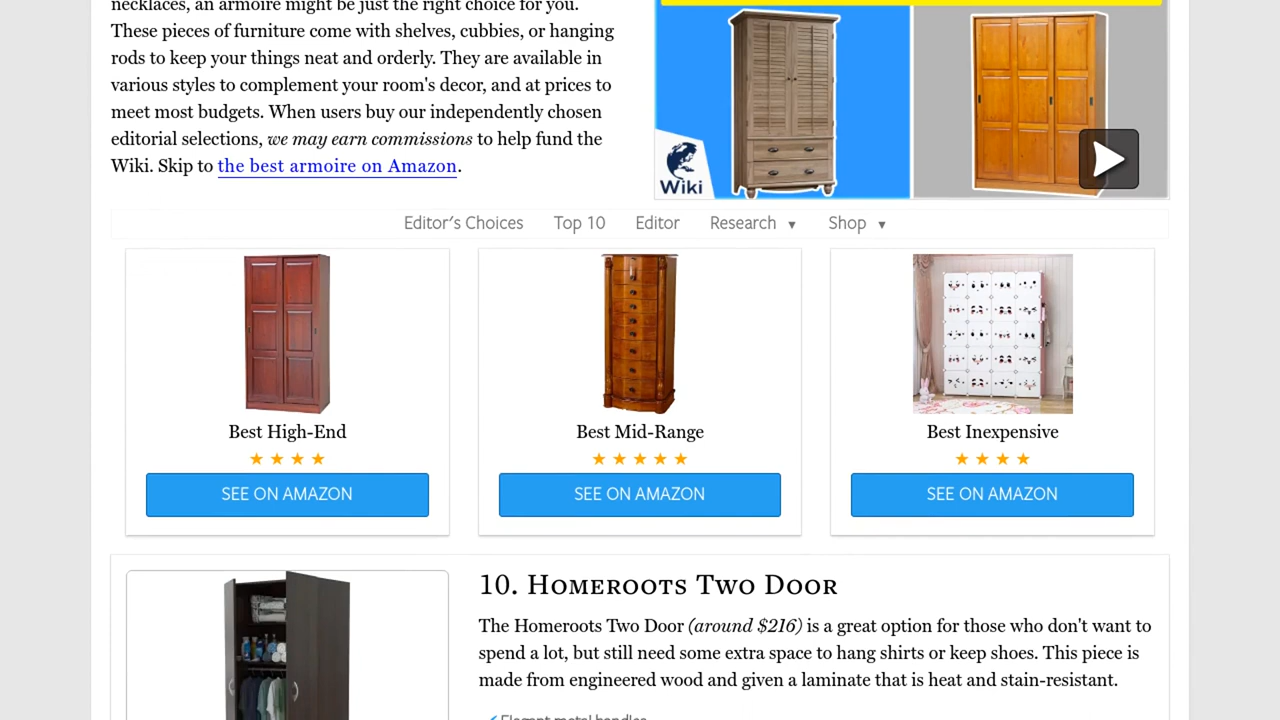 necklaces, an armoire might be just the right choice for you.
These pieces of furniture come with shelves, cubbies, or hanging
rods to keep your things neat and orderly. They are available in
various styles to complement your room's decor, and at prices to
meet most budgets. When users buy our independently chosen
editorial selections, we may earn commissions to help fund the
Wiki. Skip to the best armoire on Amazon.
Wiki
Editor's Choices Top 10 Editor Research ▼ Shop ▼
Best High-End
★ ★ ★ ★
SEE ON AMAZON
Best Mid-Range
★ ★ ★ ★ ★
SEE ON AMAZON
Best Inexpensive
★ ★ ★ ★
SEE ON AMAZON
10. Homeroots Two Door
The Homeroots Two Door (around $216) is a great option for those who don't want to
spend a lot, but still need some extra space to hang shirts or keep shoes. This piece is
made from engineered wood and given a laminate that is heat and stain-resistant.
Elegant metal handles